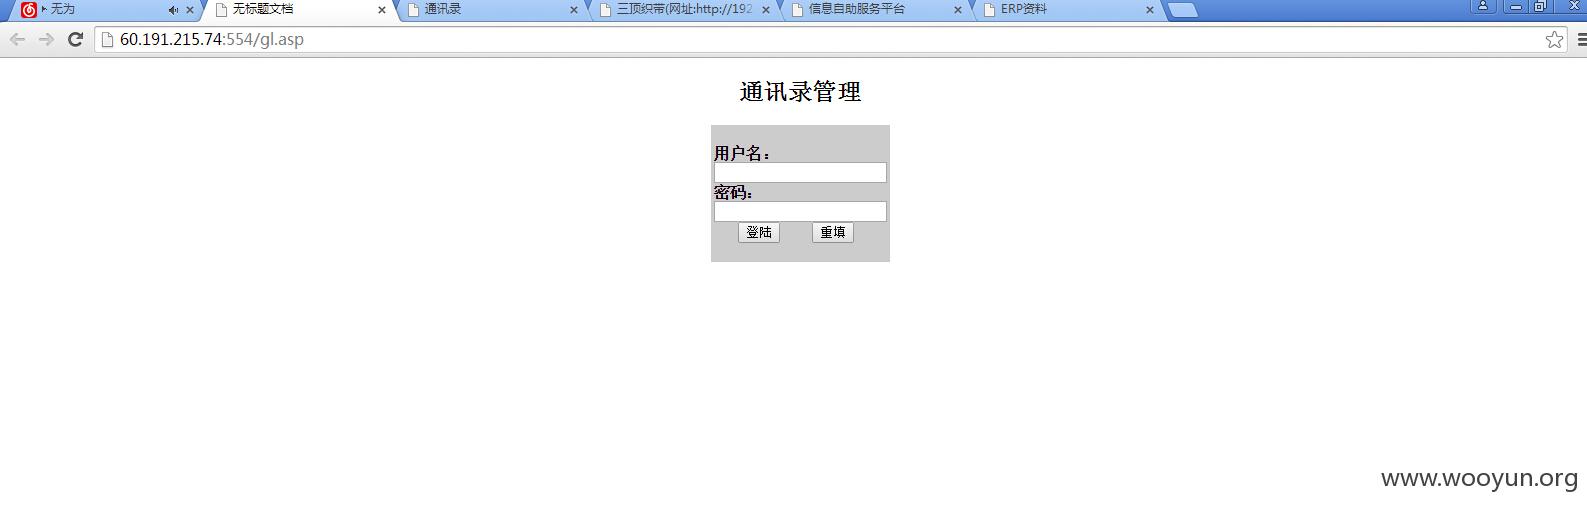 无为
无标题文档
通讯录
三顶织带(网址:http://192
信息自助服务平台
ERP资料
60.191.215.74:554/gl.asp
通讯录管理
用户名：
密码：
登陆 重填
www.wooyun.org